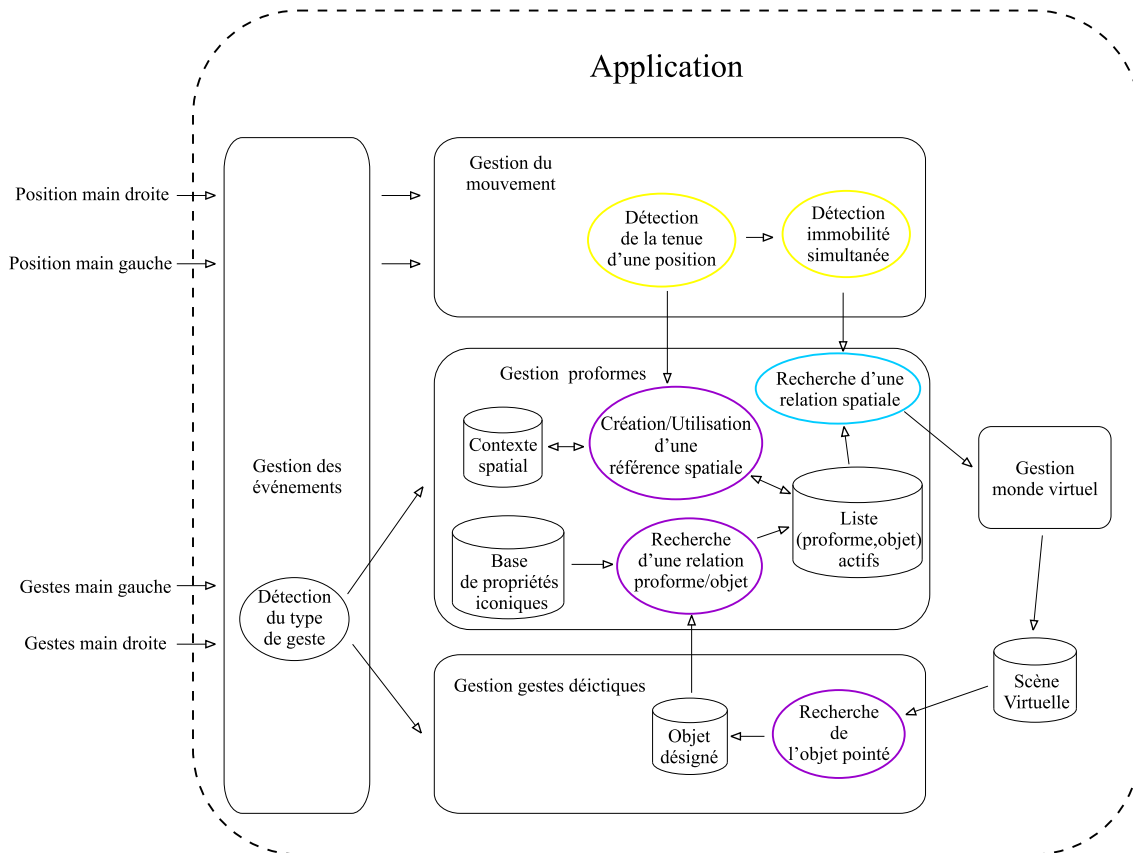 Application
Position main droite
Position main gauche
Gestes main gauche
Gestes main droite
Gestion des
événements
Détection
du type
de geste
Gestion du
mouvement
Détection
de la tenue
d’une position
Détection
immobilité
simultanée
Gestion proformes
Recherche d’une
relation spatiale
Création/Utilisation
d’une
référence spatiale
Contexte
spatial
Base
de propriétés
iconiques
Recherche
d’une relation
proforme/objet
Liste
(proforme,objet)
actifs
Gestion
monde virtuel
Gestion gestes déictiques
Objet
désigné
Recherche
de
l’objet pointé
Scène
Virtuelle